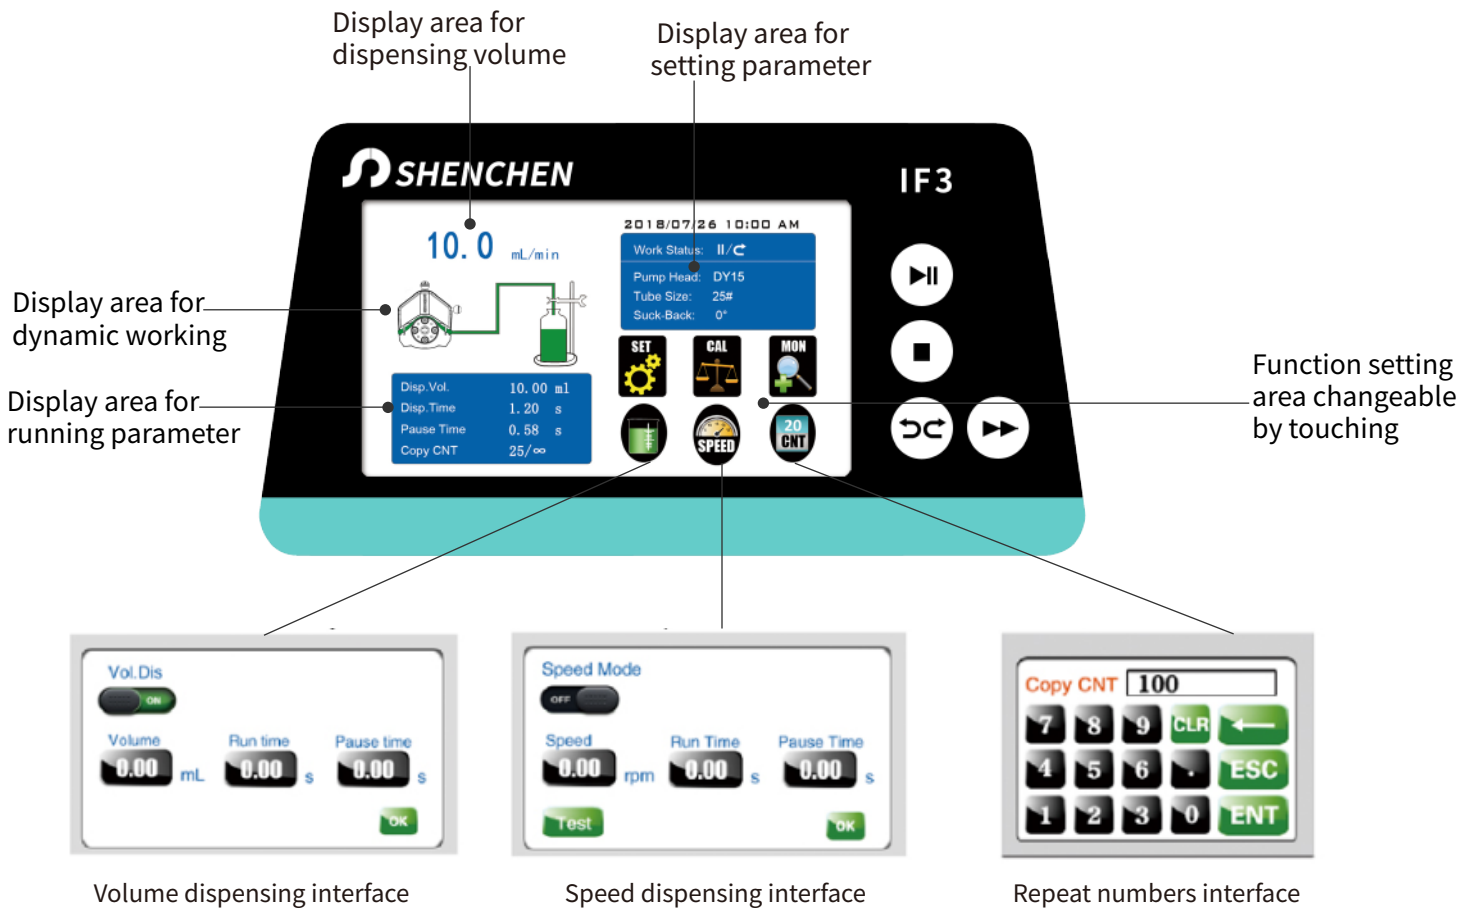 Display area for
dispensing volume
Display area for
setting parameter
SHENCHEN
IF3
10.0 mL/min
2018/07/26 10:00 AM
Work Status:
Pump Head: DY15
Tube Size: 25#
Suck-Back: 0°
Display area for
dynamic working
SET
CAL
MON
Disp.Vol. 10.00 ml
Disp.Time 1.20 s
Pause Time 0.58 s
Copy CNT 25/∞
Display area for
running parameter
SPEED
20
CNT
Function setting
area changeable
by touching
Vol.Dis
ON
Volume Run time Pause time
0.00 mL 0.00 s 0.00 s
OK
Speed Mode
OFF
Speed Run Time Pause Time
0.00 rpm 0.00 s 0.00 s
Test OK
Copy CNT 100
7 8 9 CLR
4 5 6 . ESC
1 2 3 0 ENT
Volume dispensing interface
Speed dispensing interface
Repeat numbers interface